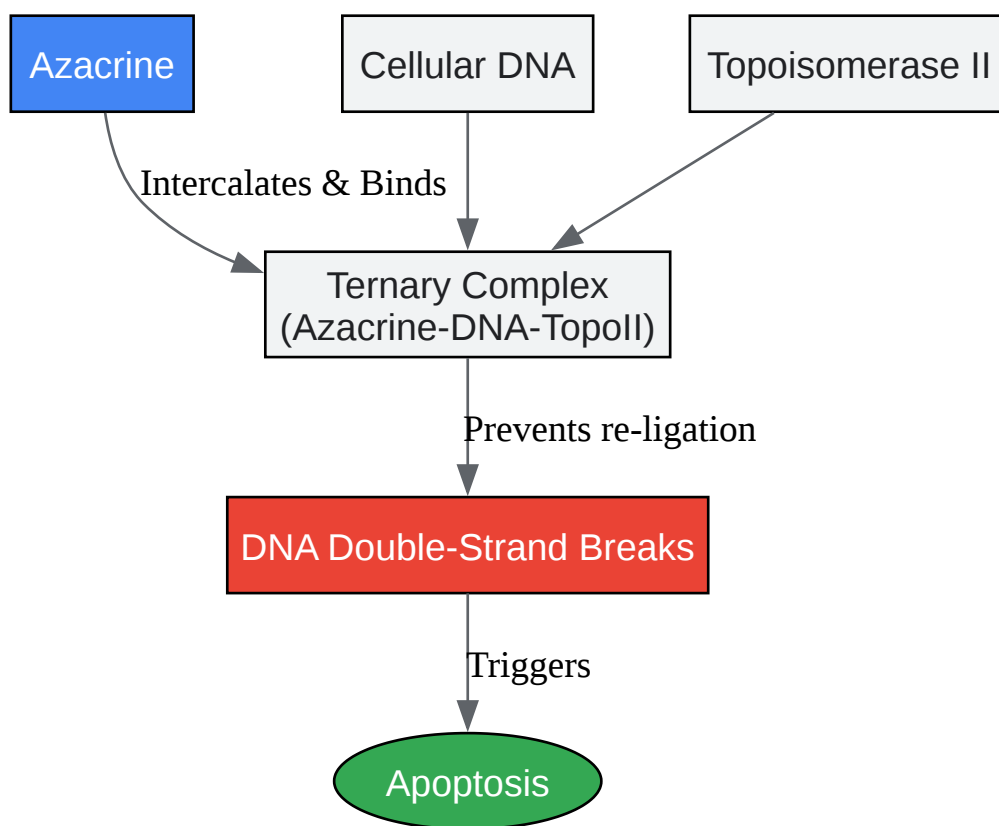 Azacrine
Cellular DNA
Topoisomerase II
Intercalates & Binds
Ternary Complex
(Azacrine-DNA-TopoII)
Prevents re-ligation
DNA Double-Strand Breaks
Triggers
Apoptosis